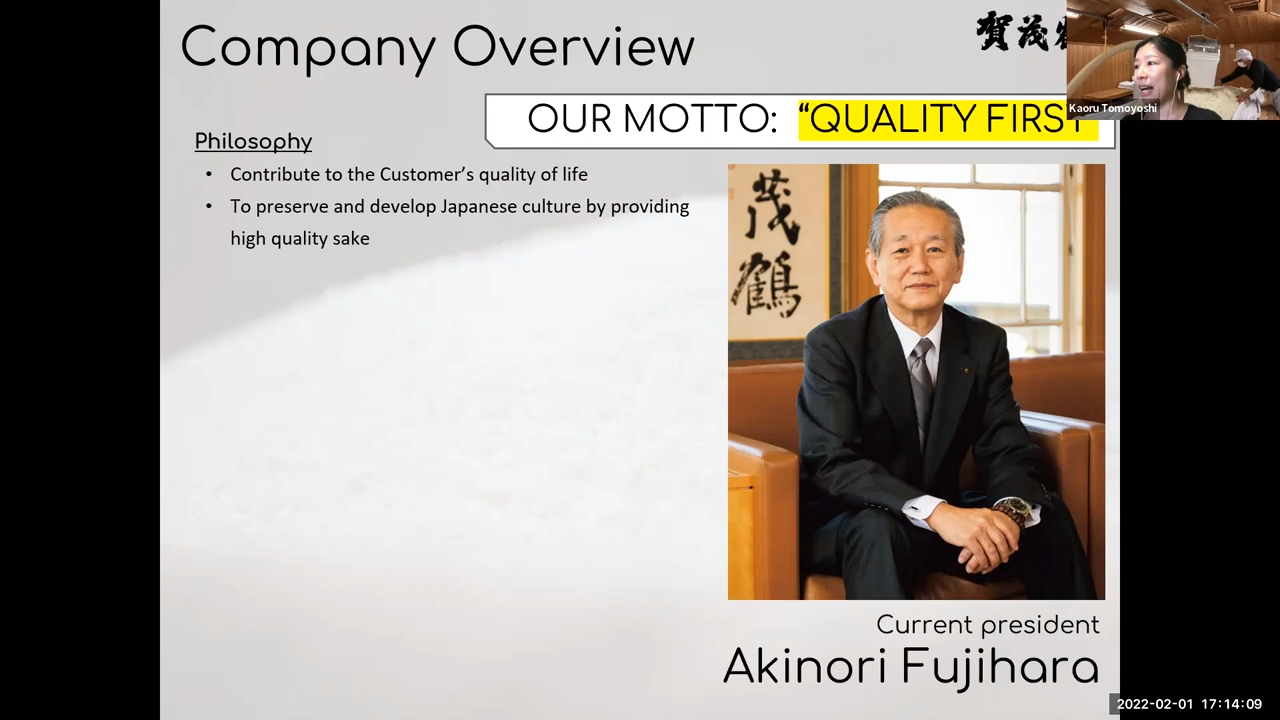 Company Overview
賀茂
Kaoru Tomoyoshi
OUR MOTTO: “QUALITY FIRST
Philosophy
• Contribute to the Customer’s quality of life
• To preserve and develop Japanese culture by providing
high quality sake
茂
鶴
Current president
Akinori Fujihara
2022-02-01 17:14:09